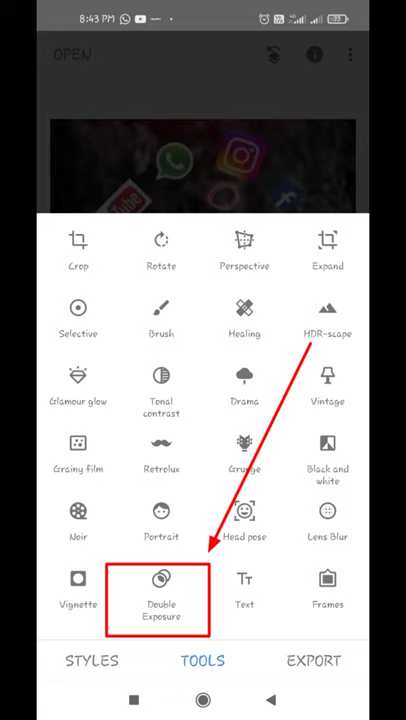 8:43 PM
OPEN
You
Tube
Crop Rotate Perspective Expand
Selective Brush Healing HDR-scape
Glamour glow Tonal contrast Drama Vintage
Grainy film Retrolux Grunge Black and white
Noir Portrait Head pose Lens Blur
Vignette Double Exposure Text Frames
STYLES TOOLS EXPORT